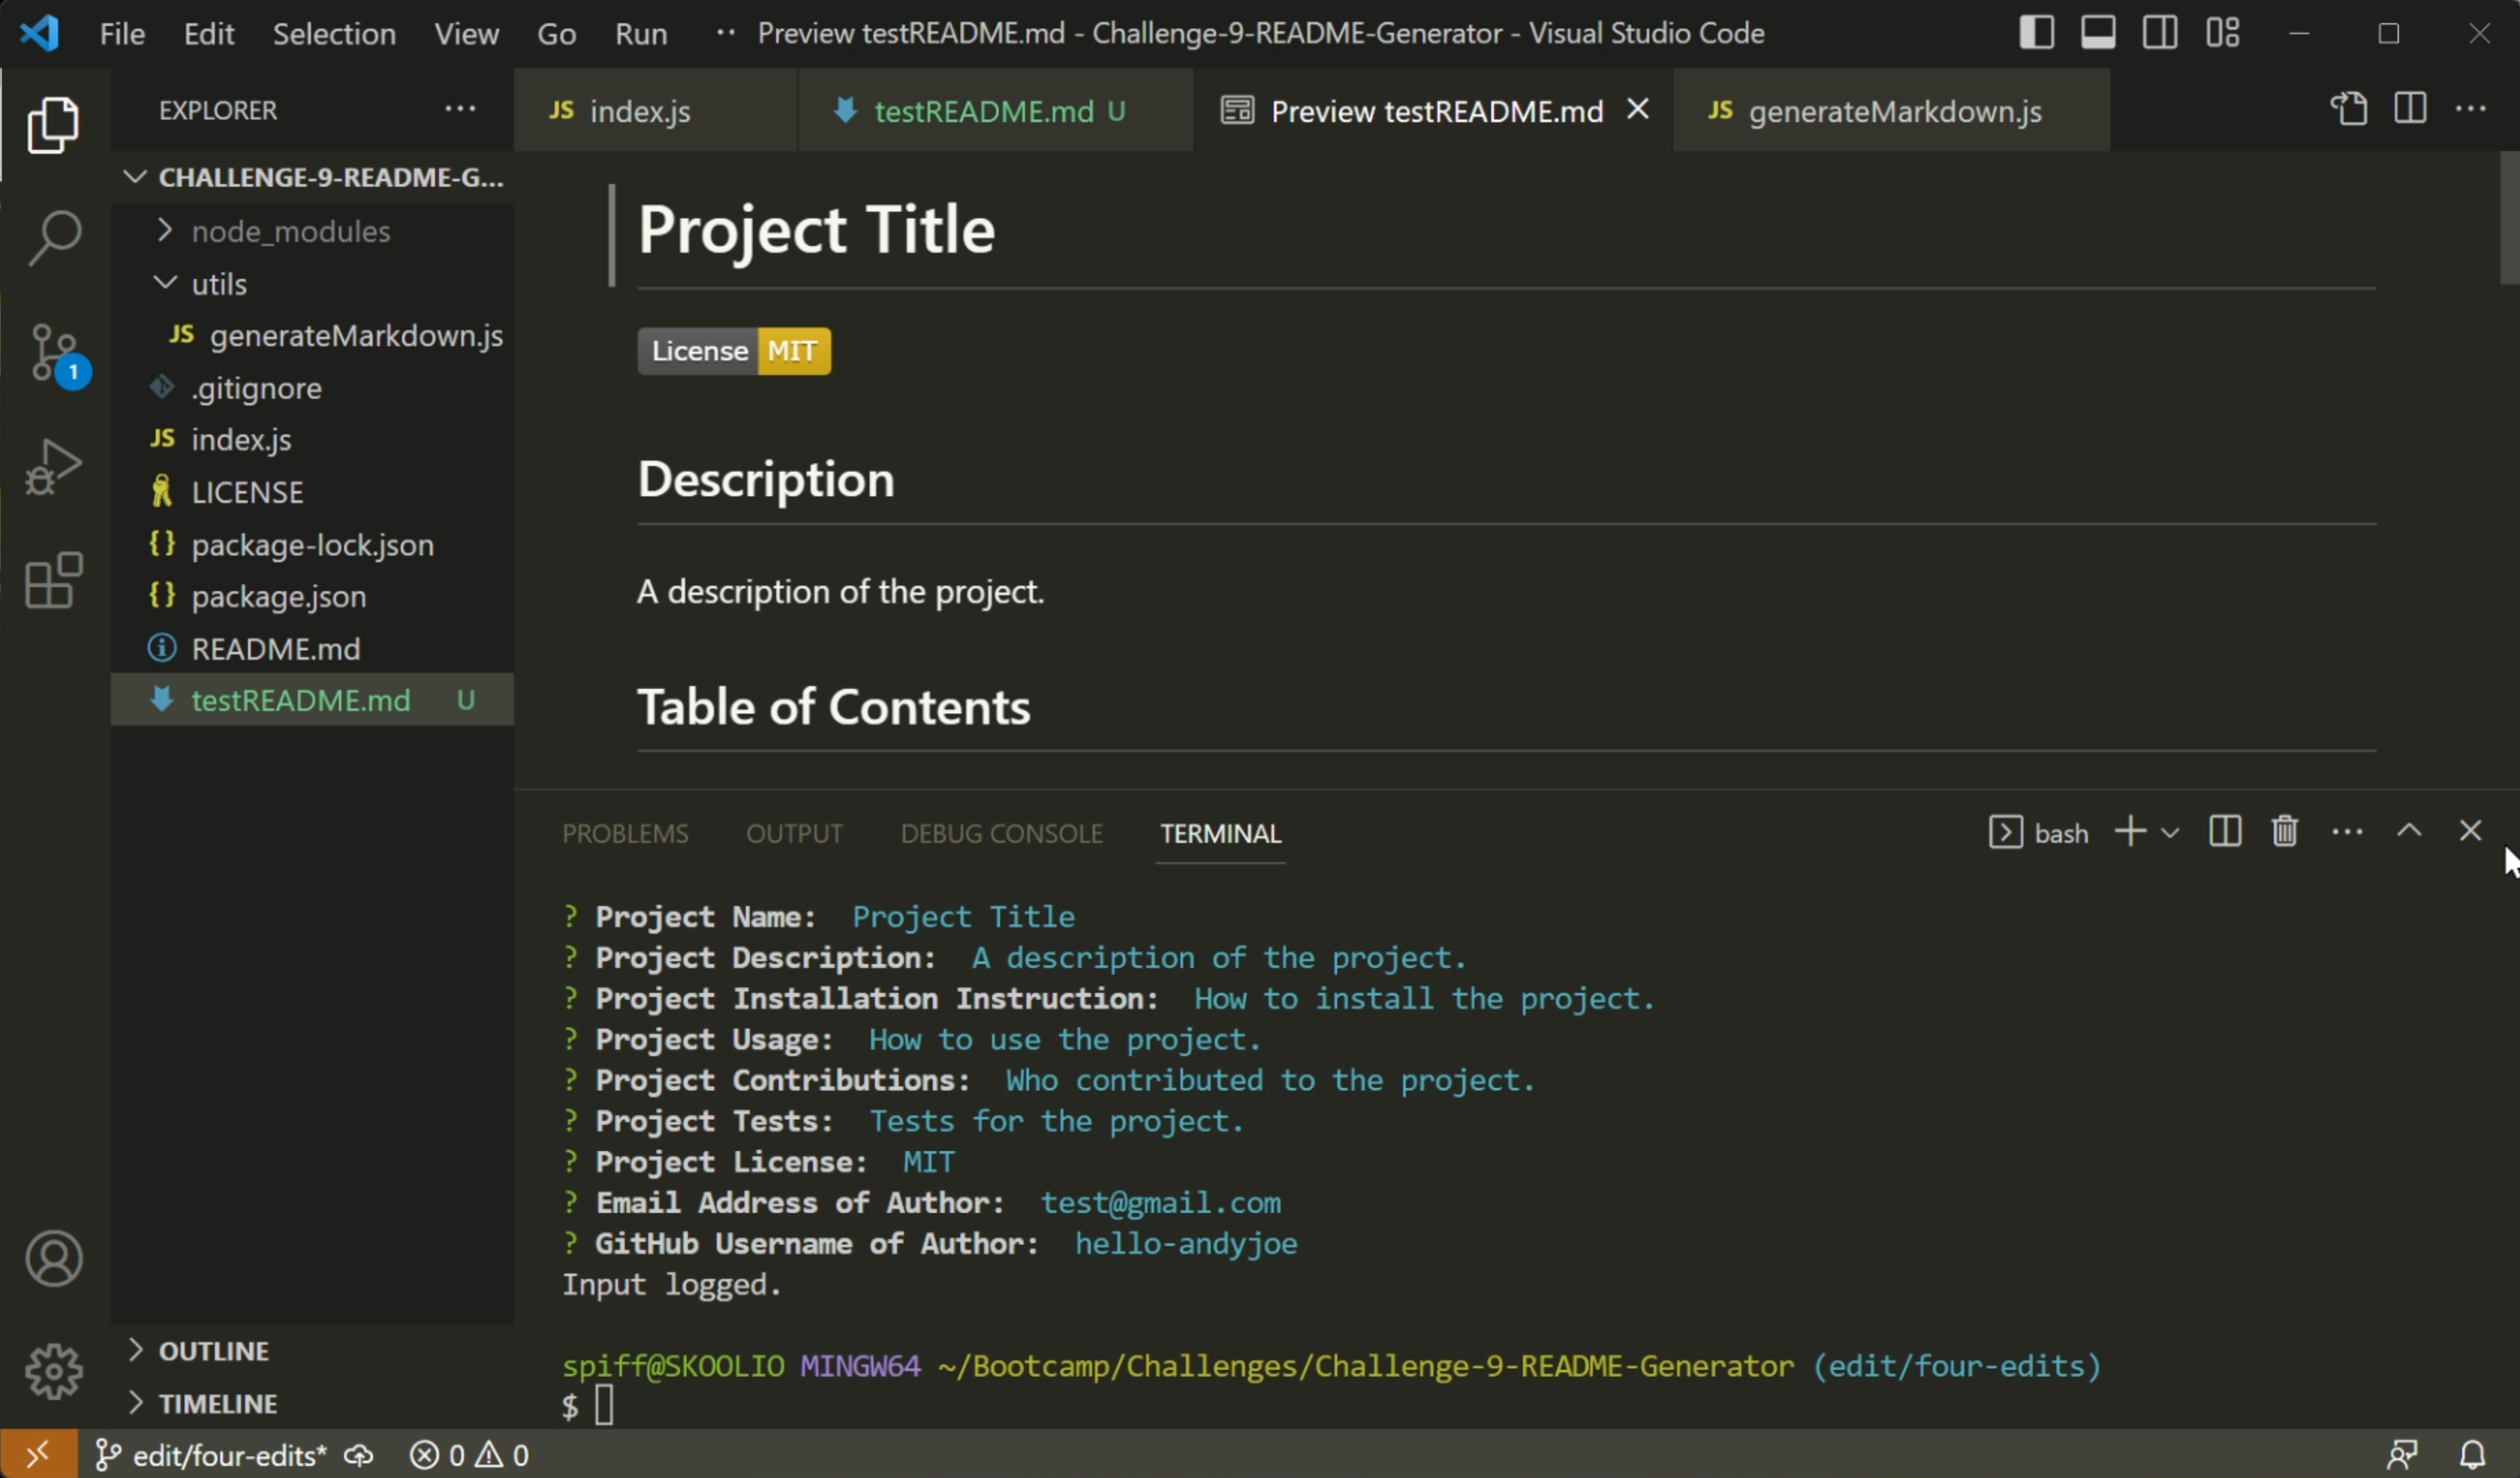 File Edit Selection View Go Run ·· Preview testREADME.md - Challenge-9-README-Generator - Visual Studio Code
EXPLORER ···
JS index.js
testREADME.md U
Preview testREADME.md
JS generateMarkdown.js
CHALLENGE-9-README-G...
node_modules
utils
JS generateMarkdown.js
.gitignore
JS index.js
LICENSE
{} package-lock.json
{} package.json
README.md
testREADME.md U
1
OUTLINE
TIMELINE
Project Title
License MIT
Description
A description of the project.
Table of Contents
PROBLEMS OUTPUT DEBUG CONSOLE TERMINAL bash
? Project Name: Project Title
? Project Description: A description of the project.
? Project Installation Instruction: How to install the project.
? Project Usage: How to use the project.
? Project Contributions: Who contributed to the project.
? Project Tests: Tests for the project.
? Project License: MIT
? Email Address of Author: test@gmail.com
? GitHub Username of Author: hello-andyjoe
Input logged.
spiff@SKOOLIO MINGW64 ~/Bootcamp/Challenges/Challenge-9-README-Generator (edit/four-edits)
$
edit/four-edits* 0 0